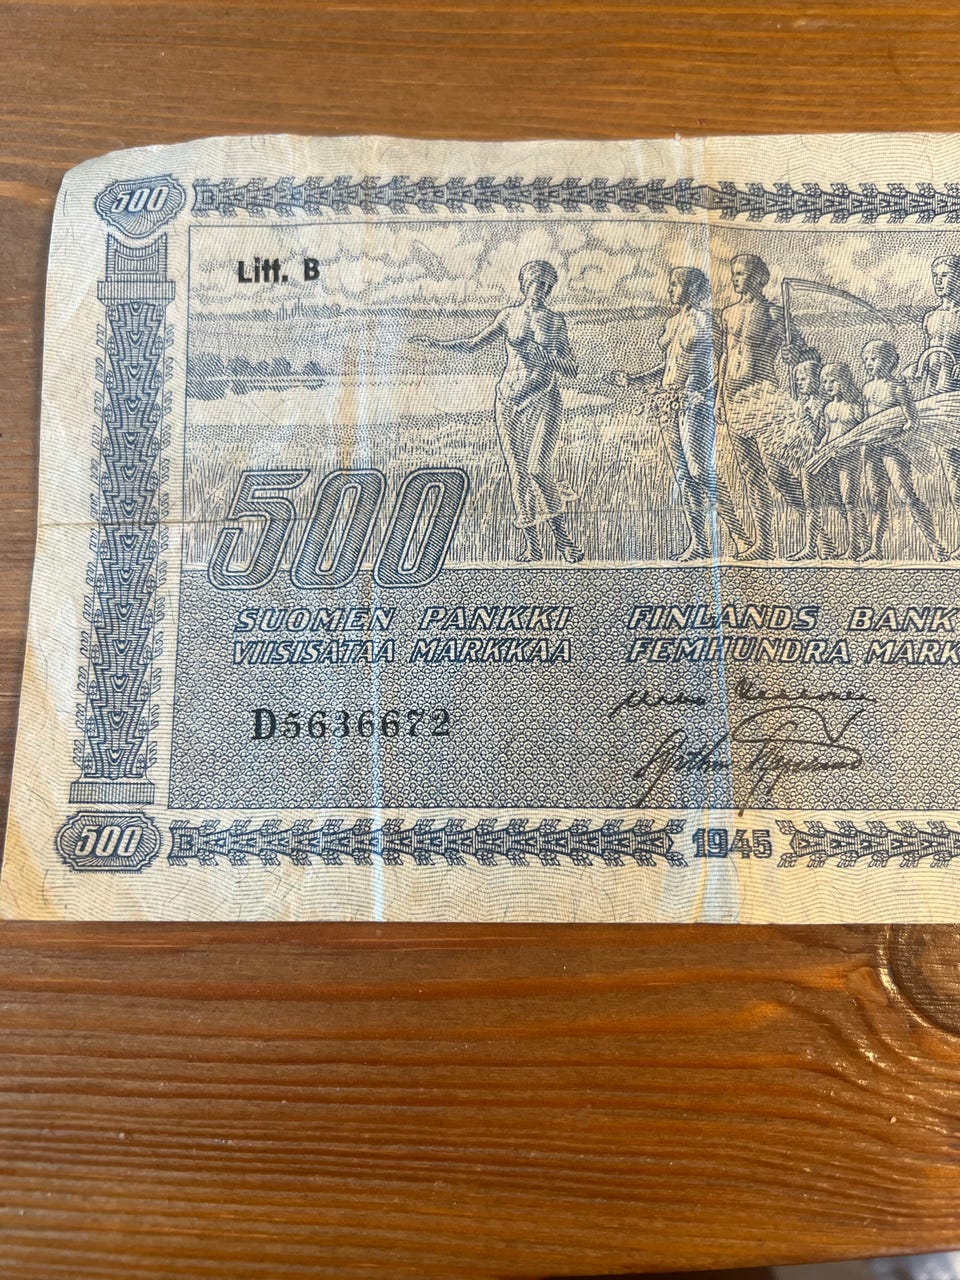 500
Litt. B
500
SUOMEN PANKKI FINLANDS BANK
VIISISATAA MARKKAA FEMHUNDRA MARK
D5636672
500
1945